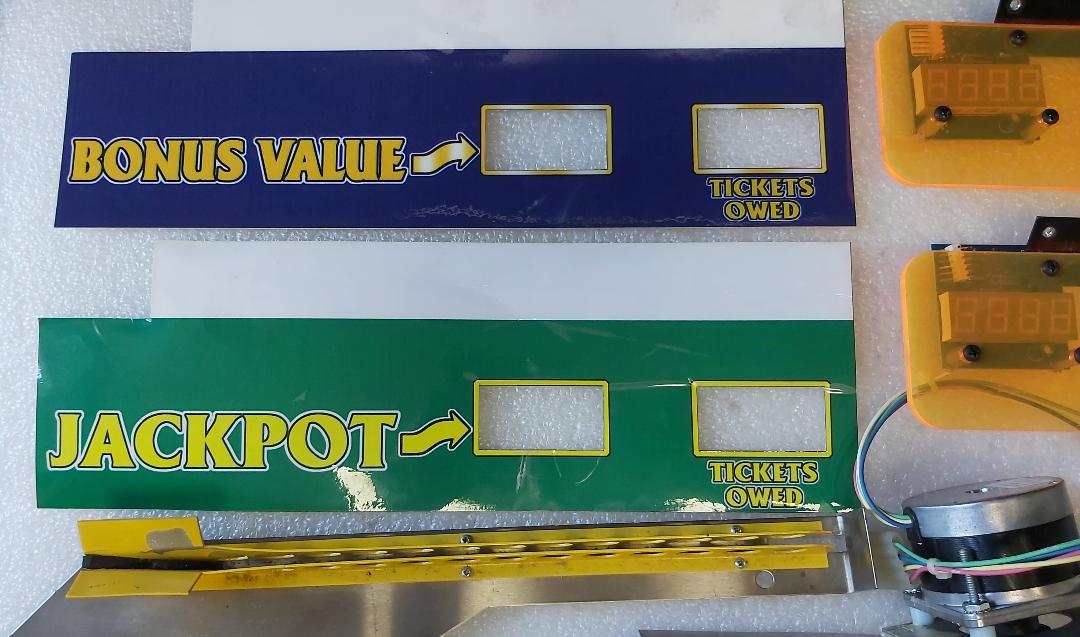 BONUS VALUE
TICKETS
OWED
JACKPOT
TICKETS
OWED